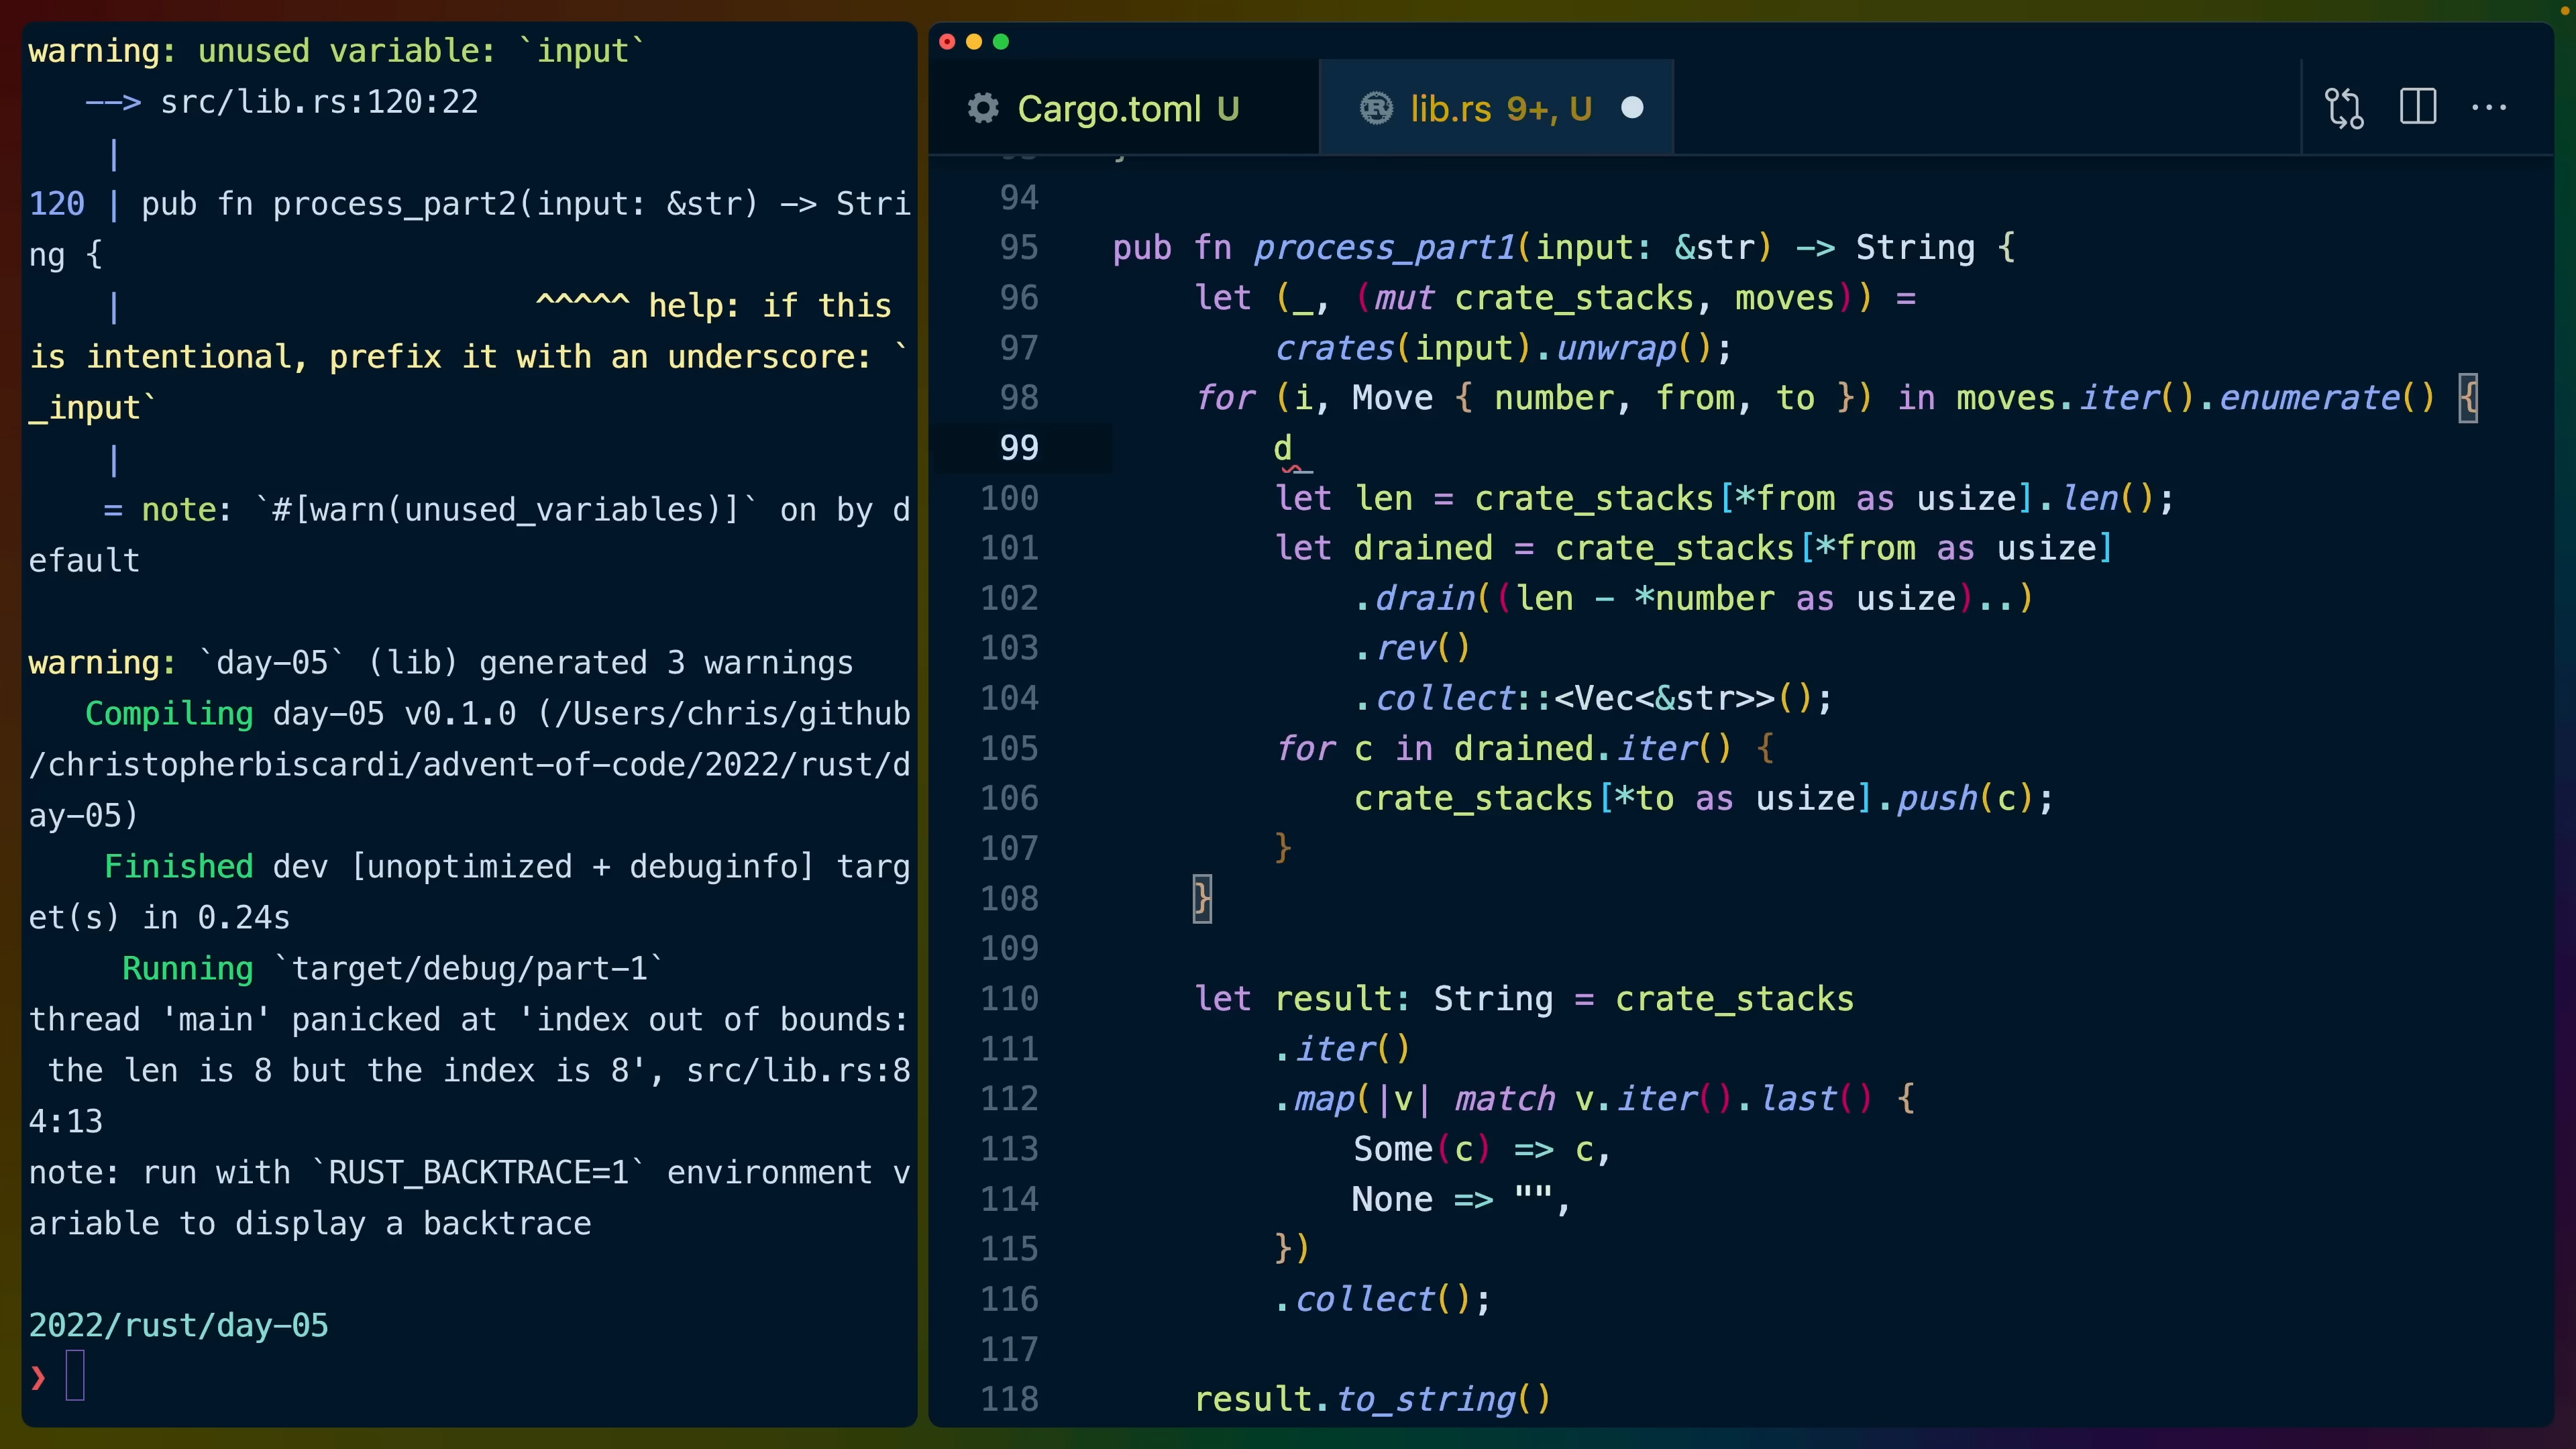 warning: unused variable: `input`
--> src/lib.rs:120:22
|
120 | pub fn process_part2(input: &str) -> Stri
ng {
| ^^^^^ help: if this
is intentional, prefix it with an underscore: `
_input`
|
= note: `#[warn(unused_variables)]` on by d
efault
warning: `day-05` (lib) generated 3 warnings
Compiling day-05 v0.1.0 (/Users/chris/github
/christopherbiscardi/advent-of-code/2022/rust/d
ay-05)
Finished dev [unoptimized + debuginfo] targ
et(s) in 0.24s
Running `target/debug/part-1`
thread 'main' panicked at 'index out of bounds:
the len is 8 but the index is 8', src/lib.rs:8
4:13
note: run with `RUST_BACKTRACE=1` environment v
ariable to display a backtrace
2022/rust/day-05
❯
Cargo.toml U
lib.rs 9+, U
94
95 pub fn process_part1(input: &str) -> String {
96 let (_, (mut crate_stacks, moves)) =
97 crates(input).unwrap();
98 for (i, Move { number, from, to }) in moves.iter().enumerate() {
99 d
100 let len = crate_stacks[*from as usize].len();
101 let drained = crate_stacks[*from as usize]
102 .drain((len - *number as usize)..)
103 .rev()
104 .collect::<Vec<&str>>();
105 for c in drained.iter() {
106 crate_stacks[*to as usize].push(c);
107 }
108 }
109
110 let result: String = crate_stacks
111 .iter()
112 .map(|v| match v.iter().last() {
113 Some(c) => c,
114 None => "",
115 })
116 .collect();
117
118 result.to_string()